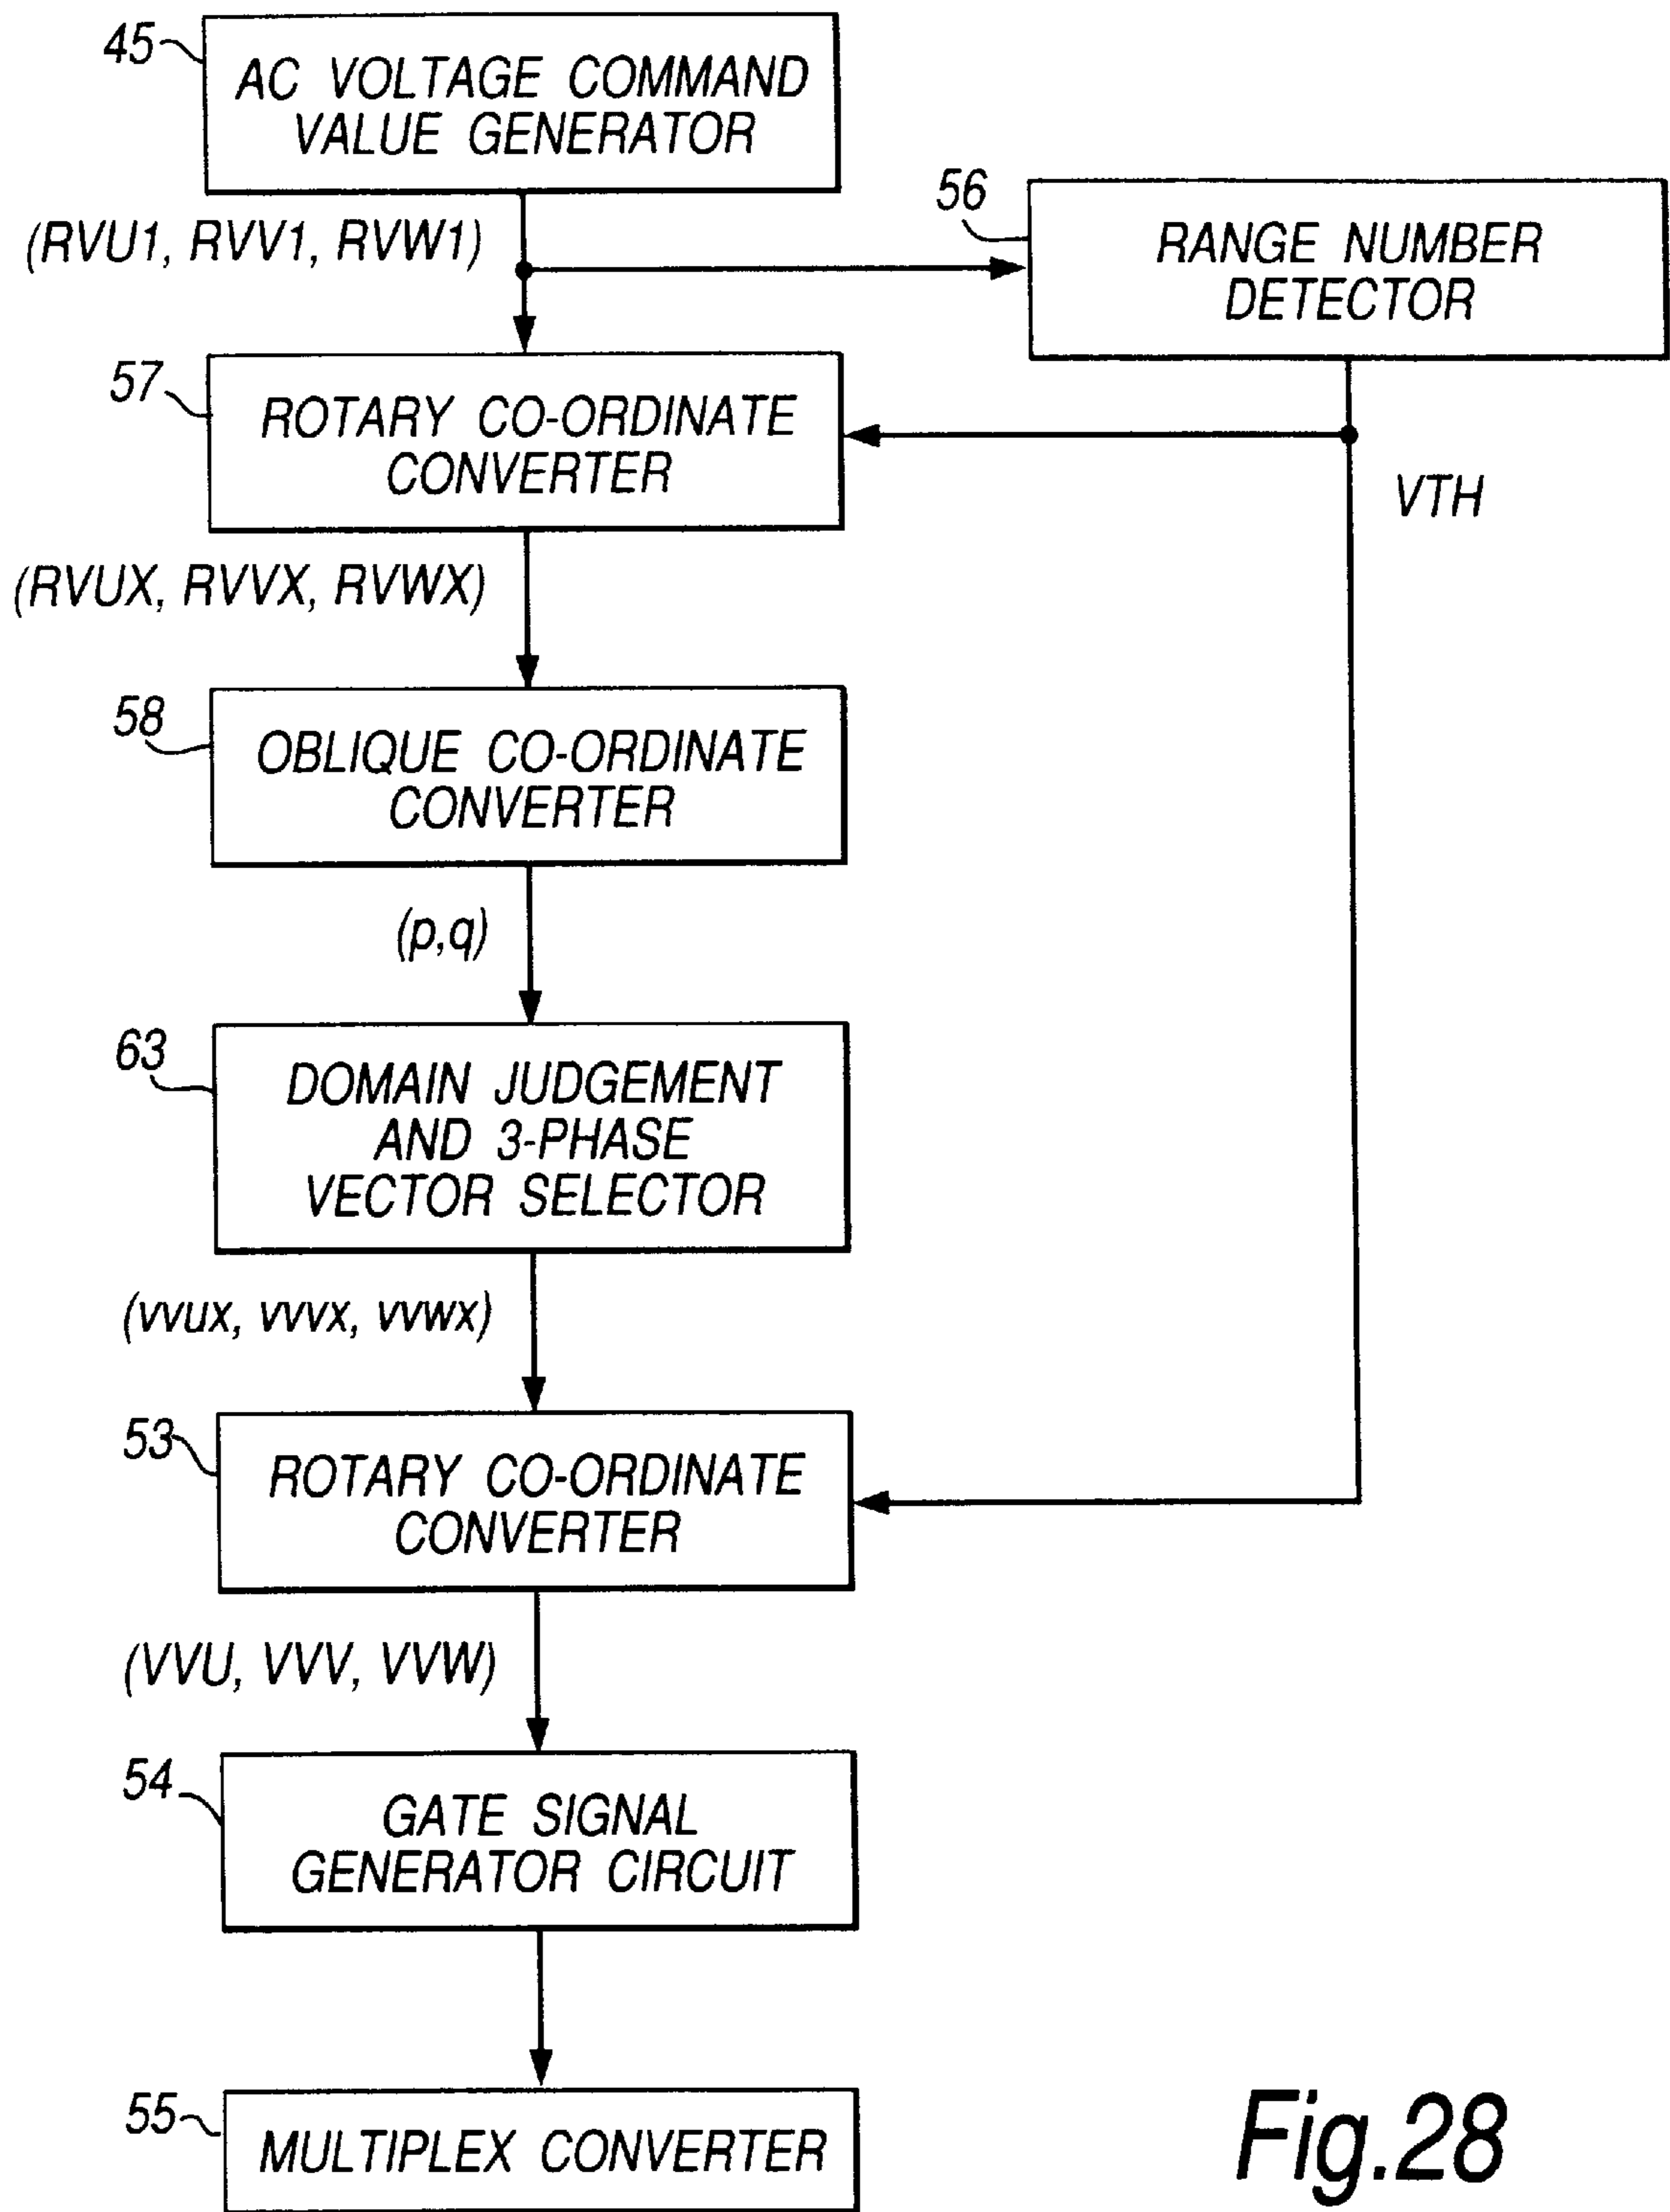 45
AC VOLTAGE COMMAND
VALUE GENERATOR
(RVU1, RVV1, RVW1)
56
RANGE NUMBER
DETECTOR
57
ROTARY CO-ORDINATE
CONVERTER
VTH
(RVUX, RVVX, RVWX)
58
OBLIQUE CO-ORDINATE
CONVERTER
(p,q)
63
DOMAIN JUDGEMENT
AND 3-PHASE
VECTOR SELECTOR
(vvux, vvvx, vvwx)
53
ROTARY CO-ORDINATE
CONVERTER
(VVU, VVV, VVW)
54
GATE SIGNAL
GENERATOR CIRCUIT
55
MULTIPLEX CONVERTER
Fig.28